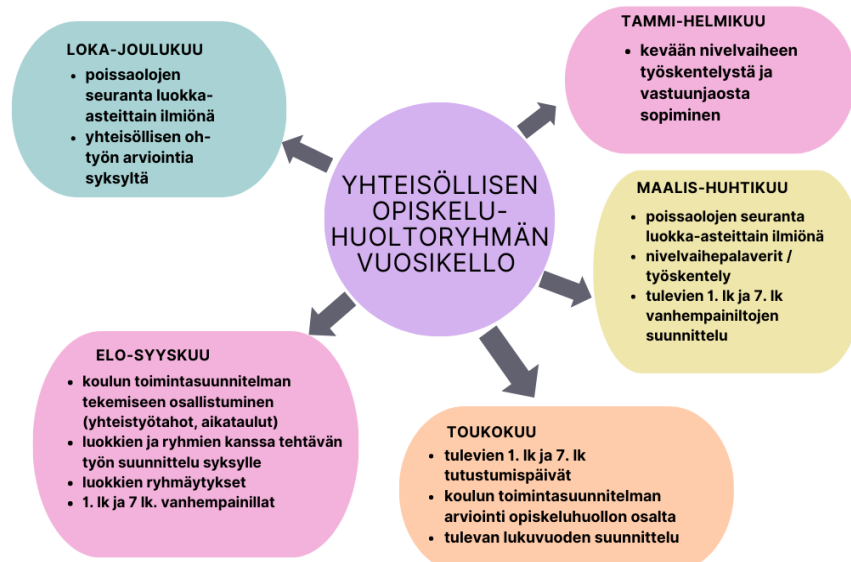 YHTEISÖLLISEN
OPISKELU-
HUOLTORYHMÄN
VUOSIKELLO
TAMMI-HELMIKUU
• kevään nivelvaiheen
työskentelystä ja
vastuunjaosta
sopiminen
MAALIS-HUHTIKUU
• poissaolojen seuranta
luokka-asteittain ilmiönä
• nivelvaihepalaverit /
työskentely
• tulevien 1. lk ja 7. lk
vanhempainiltojen
suunnittelu
TOUKOKUU
• tulevien 1. lk ja 7. lk
tutustumispäivät
• koulun toimintasuunnitelman
arviointi opiskeluhuollon osalta
• tulevan lukuvuoden suunnittelu
ELO-SYYSKUU
• koulun toimintasuunnitelman
tekemiseen osallistuminen
(yhteistyötahot, aikataulut)
• luokkien ja ryhmien kanssa tehtävän
työn suunnittelu syksylle
• luokkien ryhmäytykset
• 1. lk ja 7 lk. vanhempainillat
LOKA-JOULUKUU
• poissaolojen
seuranta luokka-
asteittain ilmiönä
• yhteisöllisen oh-
työn arviointia
syksyltä